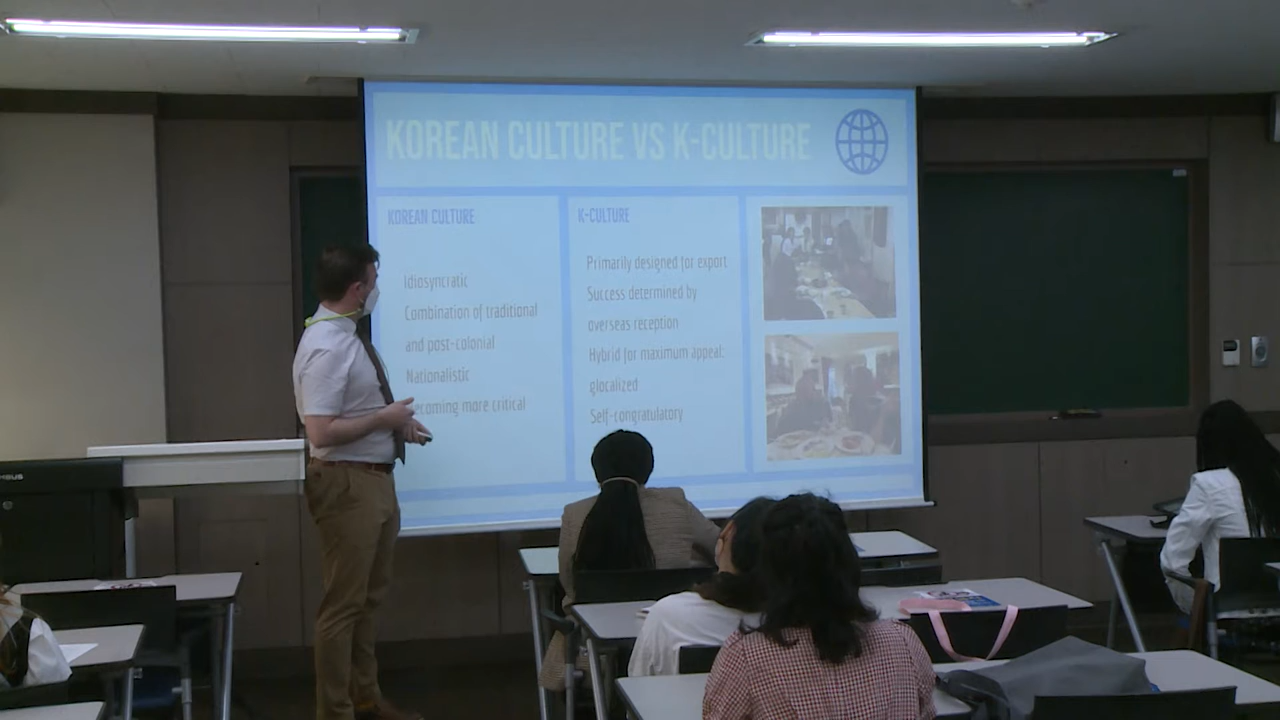 KOREAN CULTURE VS K-CULTURE
KOREAN CULTURE
Idiosyncratic
Combination of traditional
and post-colonial
Nationalistic
ecoming more critical
K-CULTURE
Primarily designed for export
Success determined by
overseas reception
Hybrid for maximum appeal:
glocalized
Self-congratulatory